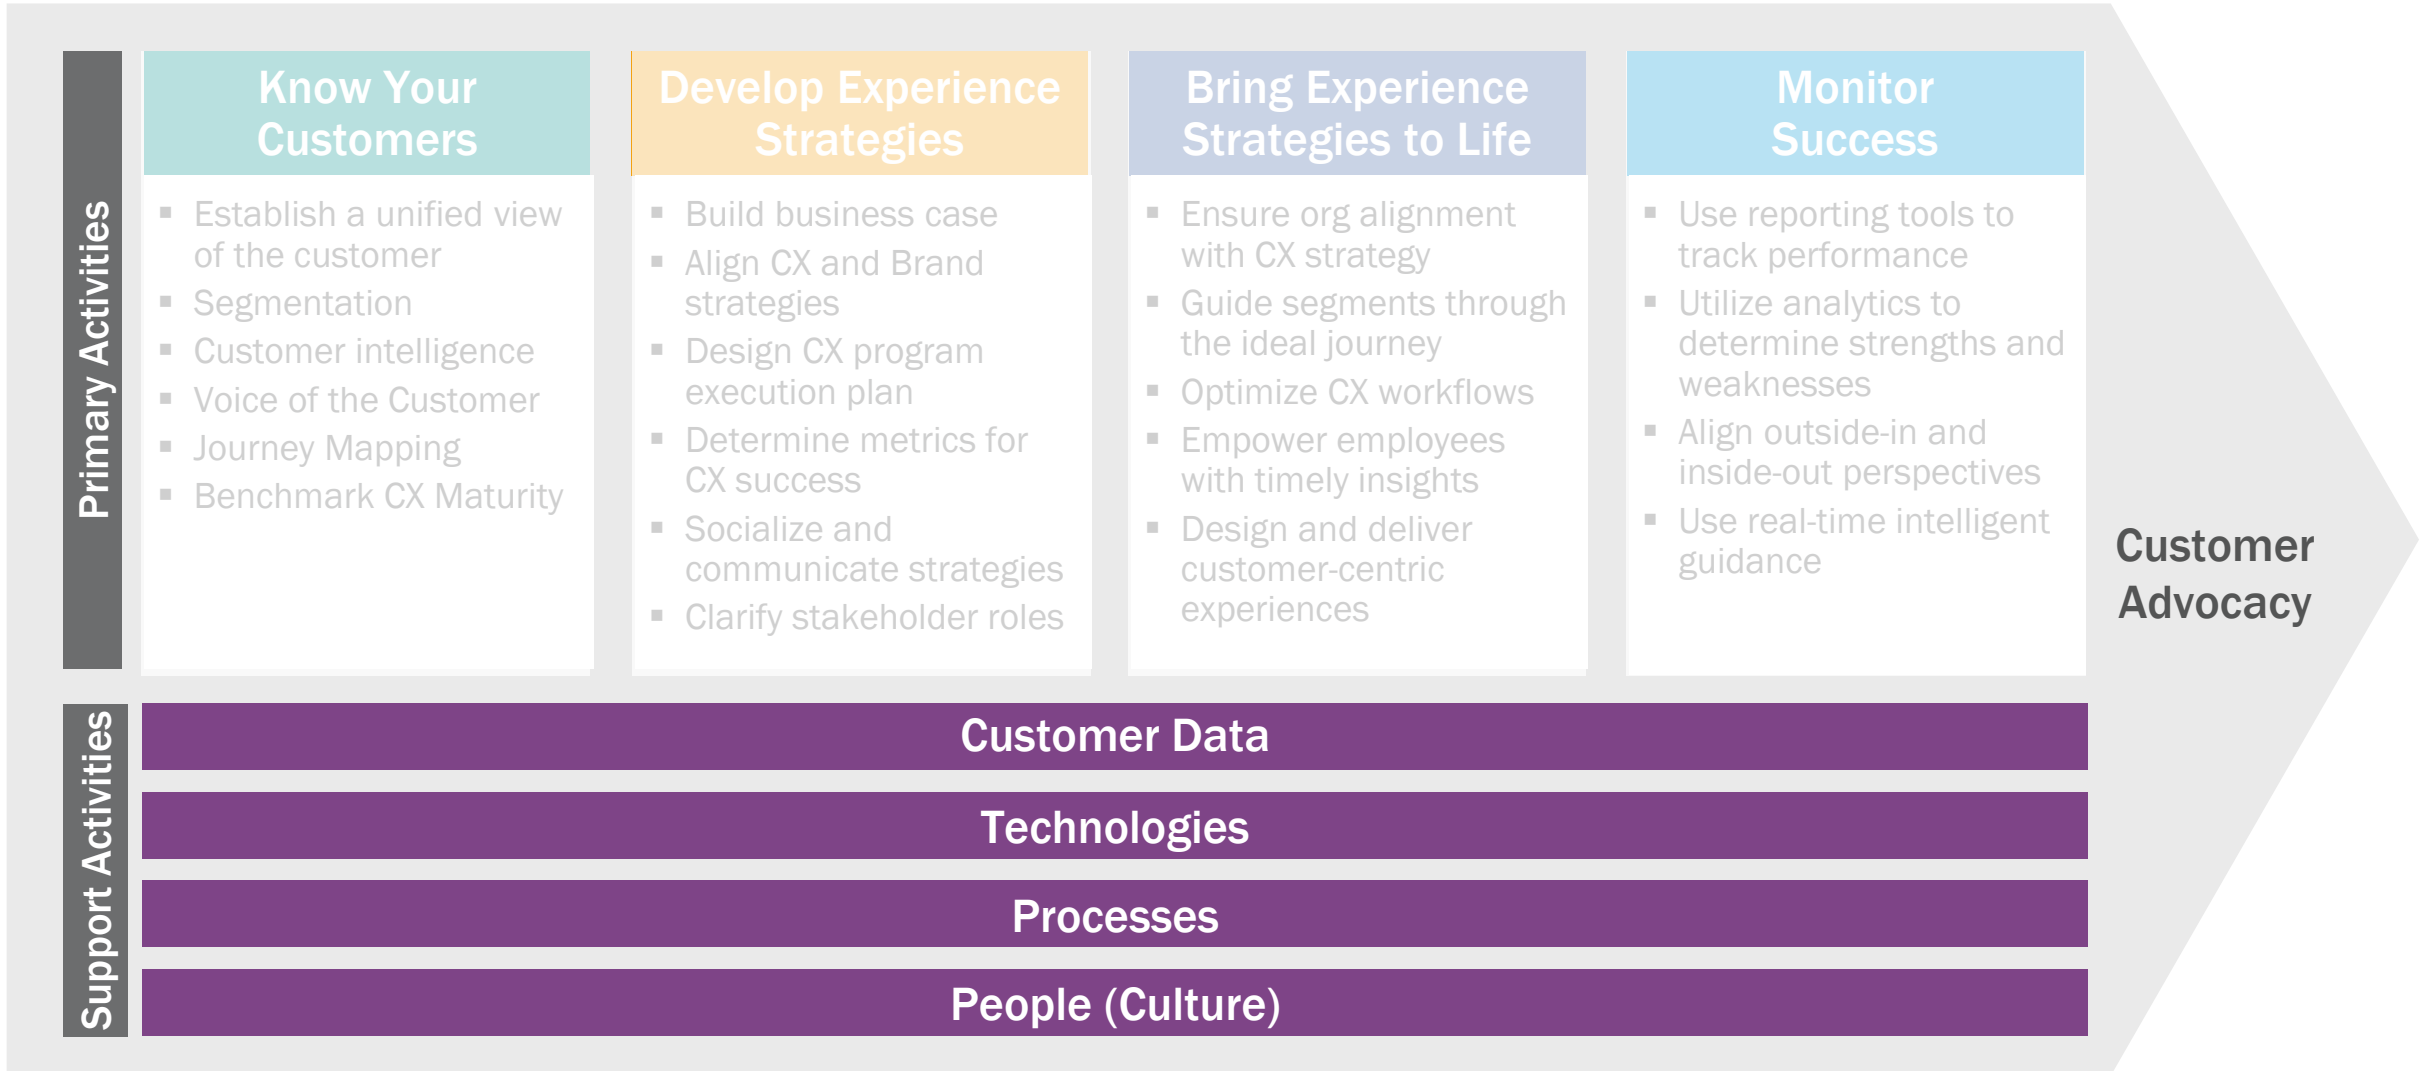 Primary Activities
Know Your
Customers
▪ Establish a unified view
of the customer
▪ Segmentation
▪ Customer intelligence
▪ Voice of the Customer
▪ Journey Mapping
▪ Benchmark CX Maturity
Develop Experience
Strategies
▪ Build business case
▪ Align CX and Brand
strategies
▪ Design CX program
execution plan
▪ Determine metrics for
CX success
▪ Socialize and
communicate strategies
▪ Clarify stakeholder roles
Bring Experience
Strategies to Life
▪ Ensure org alignment
with CX strategy
▪ Guide segments through
the ideal journey
▪ Optimize CX workflows
▪ Empower employees
with timely insights
▪ Design and deliver
customer-centric
experiences
Monitor
Success
▪ Use reporting tools to
track performance
▪ Utilize analytics to
determine strengths and
weaknesses
▪ Align outside-in and
inside-out perspectives
▪ Use real-time intelligent
guidance
Customer
Advocacy
Support Activities
Customer Data
Technologies
Processes
People (Culture)